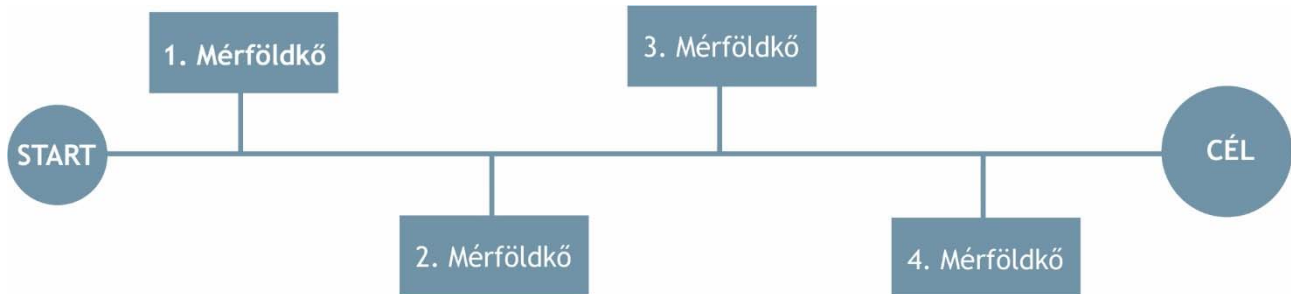 START
1. Mérföldkő
2. Mérföldkő
3. Mérföldkő
4. Mérföldkő
CÉL